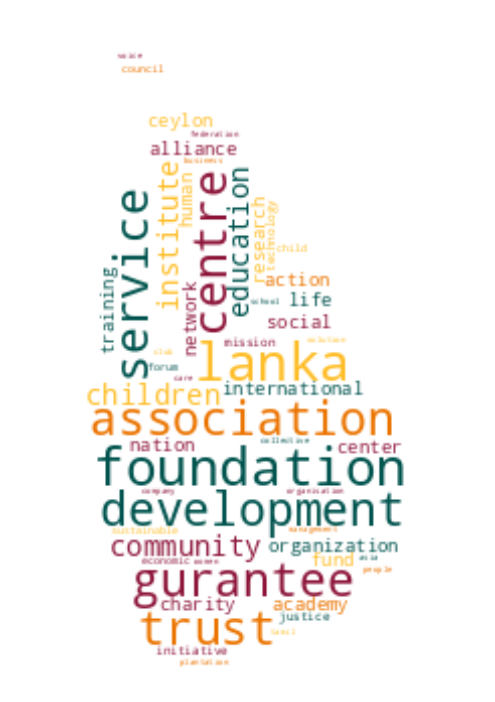 voice
council
ceylon
federation
alliance
business
institute
human
centre
education
service
research
technology
child
training
action
network
school
life
social
mission
solution
club
lanka
forum
care
children
international
association
collective
nation
center
foundation
company
organisation
development
sustainable
management
community
organization
economic
women
fund
asia
people
gurantee
charity
academy
justice
trust
tamil
initiative
plantation